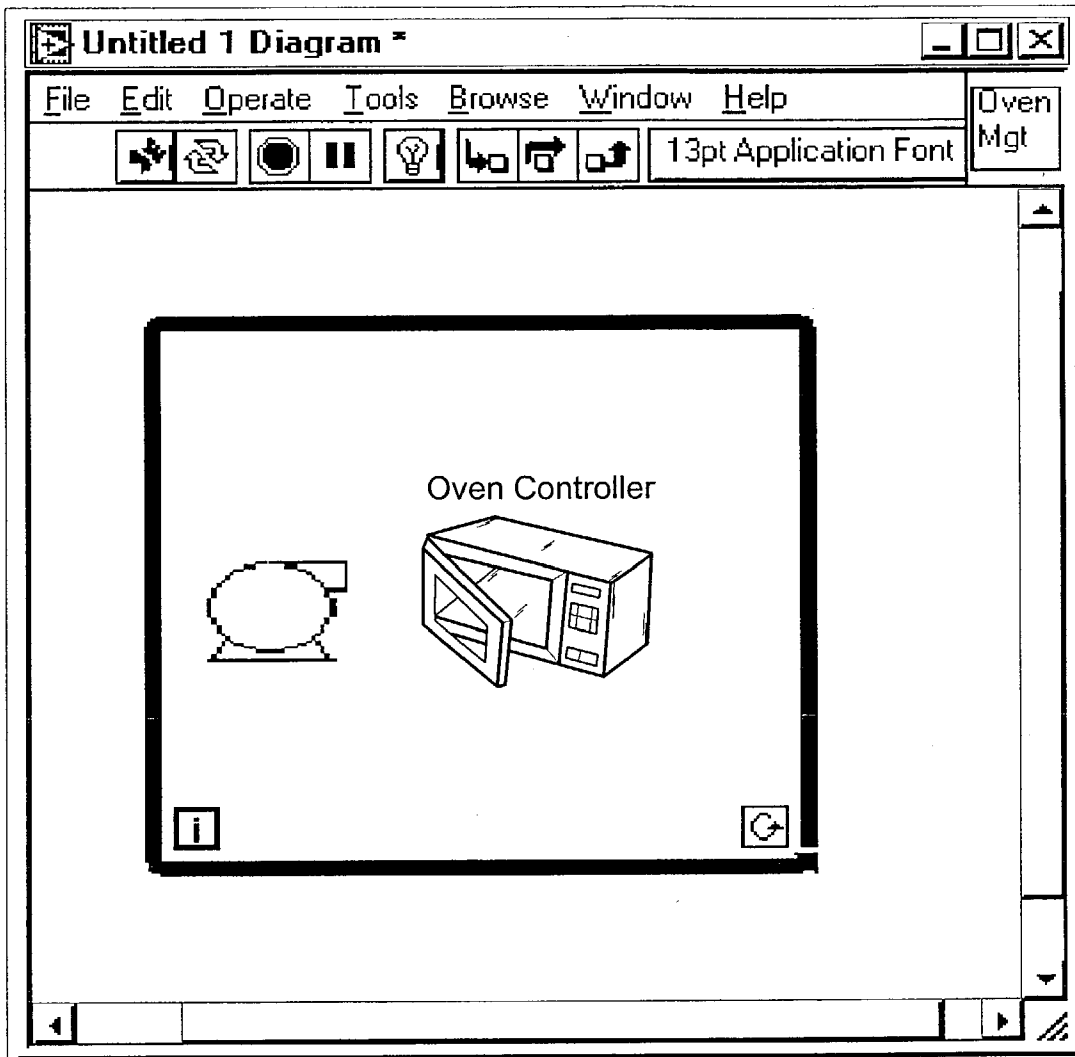 Untitled 1 Diagram *
File Edit Operate Tools Browse Window Help
Oven
Mgt
13pt Application Font
Oven Controller
i